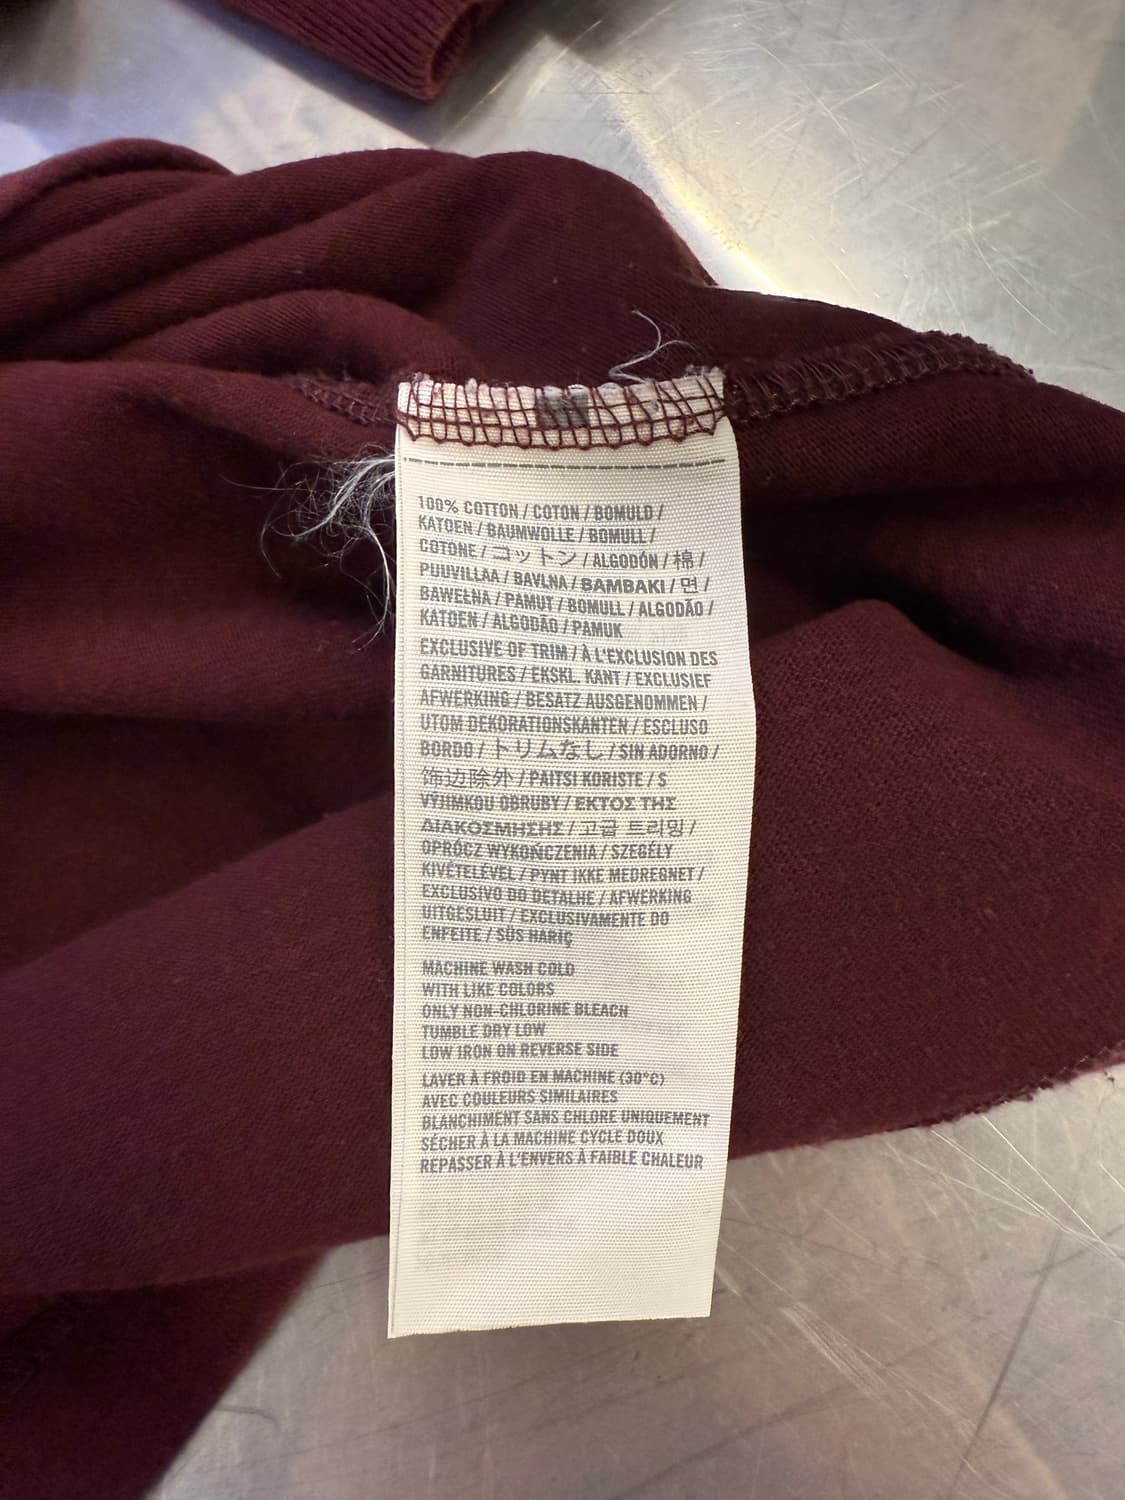 100% COTTON / COTON / BOMULD /
KATOEN / BAUMWOLLE / BOMULL /
COTONE / コットン / ALGODÓN / 棉 /
PUUVILLAA / BAVLNA / BAMBAKI / 면 /
BAWEŁNA / PAMUT / BOMULL / ALGODÃO /
KATOEN / ALGODÃO / PAMUK
EXCLUSIVE OF TRIM / À L'EXCLUSION DES
GARNITURES / EKSKL. KANT / EXCLUSIEF
AFWERKING / BESATZ AUSGENOMMEN /
UTOM DEKORATIONSKANTEN / ESCLUSO
BORDO / トリムなし / SIN ADORNO /
饰边除外 / PAITSI KORISTE / S
VÝJIMKOU OBRUBY / ΕΚΤΟΣ ΤΗΣ
ΔΙΑΚΟΣΜΗΣΗΣ / 고급 트리밍 /
OPRÓCZ WYKOŃCZENIA / SZEGÉLY
KIVÉTELÉVEL / PYNT IKKE MEDREGNET /
EXCLUSIVO DO DETALHE / AFWERKING
UITGESLUIT / EXCLUSIVAMENTE DO
ENFEITE / SÜS HARIÇ
MACHINE WASH COLD
WITH LIKE COLORS
ONLY NON-CHLORINE BLEACH
TUMBLE DRY LOW
LOW IRON ON REVERSE SIDE
LAVER À FROID EN MACHINE (30°C)
AVEC COULEURS SIMILAIRES
BLANCHIMENT SANS CHLORE UNIQUEMENT
SÉCHER À LA MACHINE CYCLE DOUX
REPASSER À L'ENVERS À FAIBLE CHALEUR